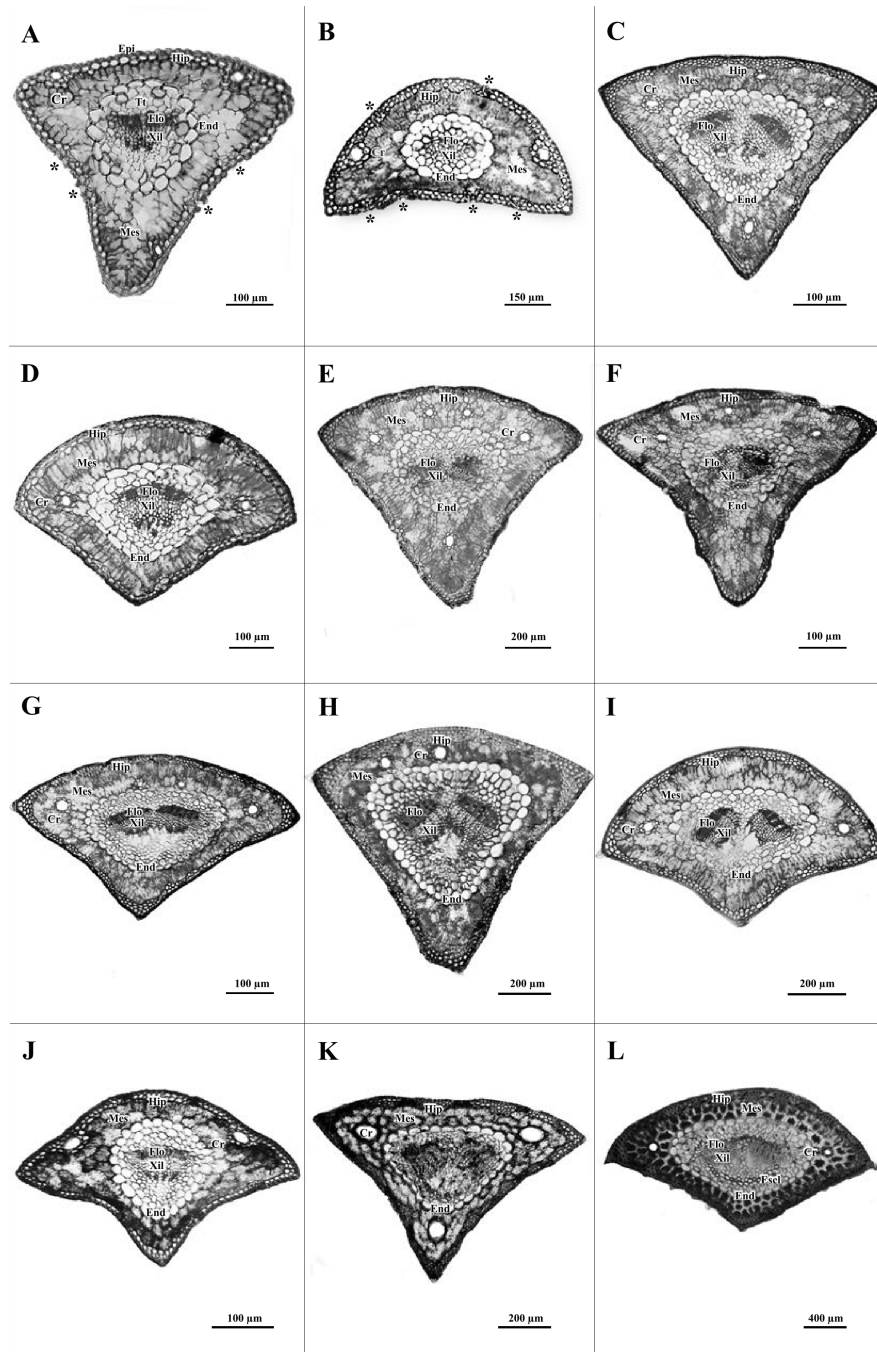 A
Epi
Hip
Cr
Tt
Flo
End
Xil
*
*
*
*
Mes
100 µm
B
*
*
Hip
Flo
Cr
Xil
Mes
End
*
*
*
*
150 µm
C
Hip
Mes
Cr
Flo
Xil
End
100 µm
D
Hip
Mes
Cr
Flo
Xil
End
100 µm
E
Hip
Mes
Cr
Flo
Xil
End
200 µm
F
Hip
Mes
Cr
Flo
Xil
End
100 µm
G
Hip
Mes
Flo
Cr
Xil
End
100 µm
H
Hip
Cr
Mes
Flo
Xil
End
200 µm
I
Hip
Mes
Flo
Cr
Xil
End
200 µm
J
Hip
Mes
Cr
Flo
Xil
End
100 µm
K
Hip
Mes
Cr
End
200 µm
L
Hip
Mes
Flo
Cr
Xil
Escl
End
400 µm